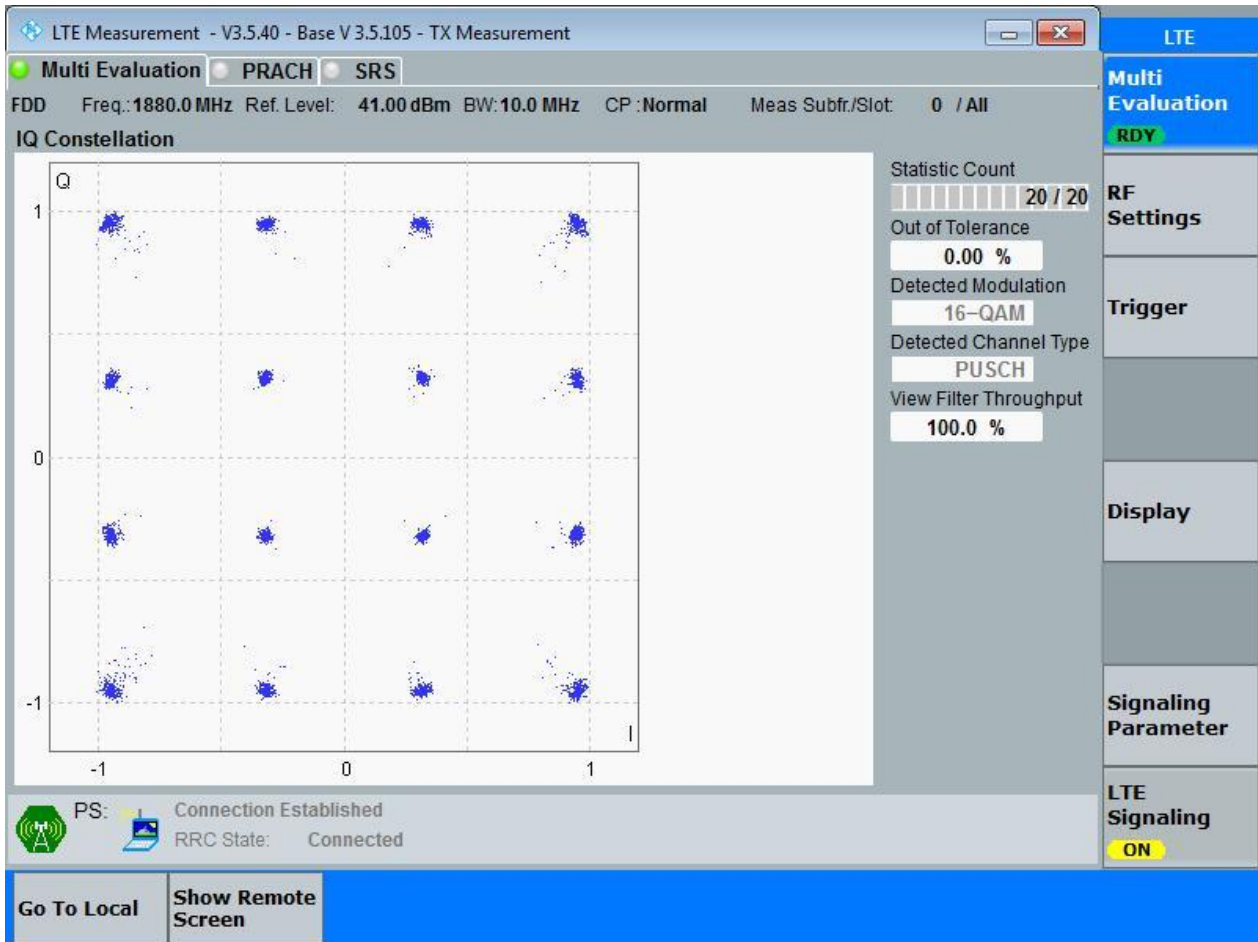 LTE Measurement - V3.5.40 - Base V 3.5.105 - TX Measurement
LTE
Multi Evaluation PRACH SRS
Multi
Evaluation
RDY
FDD Freq.:1880.0 MHz Ref. Level: 41.00 dBm BW:10.0 MHz CP :Normal Meas Subfr./Slot: 0 / All
IQ Constellation
Q
1
0
-1
I
-1 0 1
Statistic Count
20 / 20
Out of Tolerance
0.00 %
Detected Modulation
16-QAM
Detected Channel Type
PUSCH
View Filter Throughput
100.0 %
RF
Settings
Trigger
Display
Signaling
Parameter
LTE
Signaling
ON
PS: Connection Established
RRC State: Connected
Go To Local
Show Remote
Screen